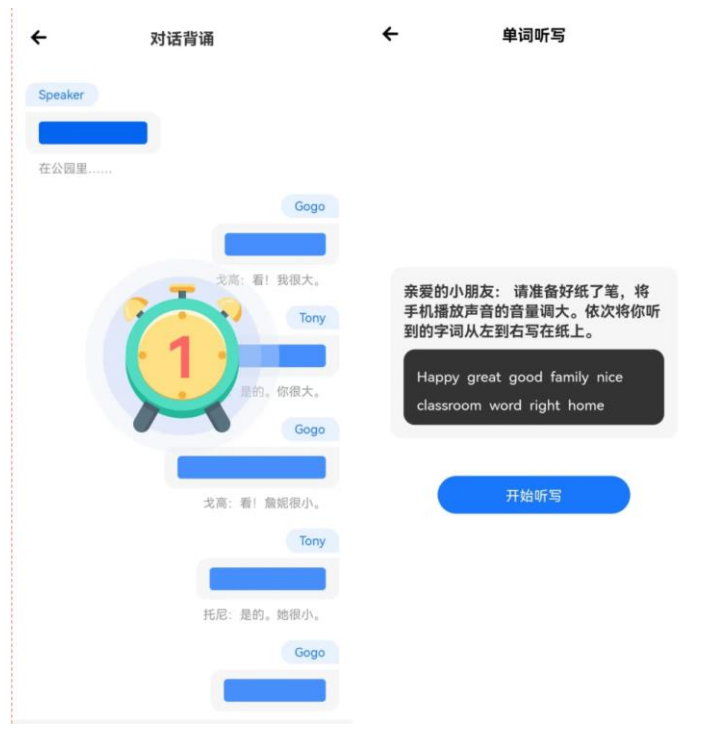 对话背诵
Speaker
在公园里……
Gogo
戈高：看！我很大。
Tony
是的。你很大。
Gogo
戈高：看！詹妮很小。
Tony
托尼：是的。她很小。
Gogo
1
单词听写
亲爱的小朋友： 请准备好纸了笔，将
手机播放声音的音量调大。依次将你听
到的字词从左到右写在纸上。
Happy great good family nice
classroom word right home
开始听写